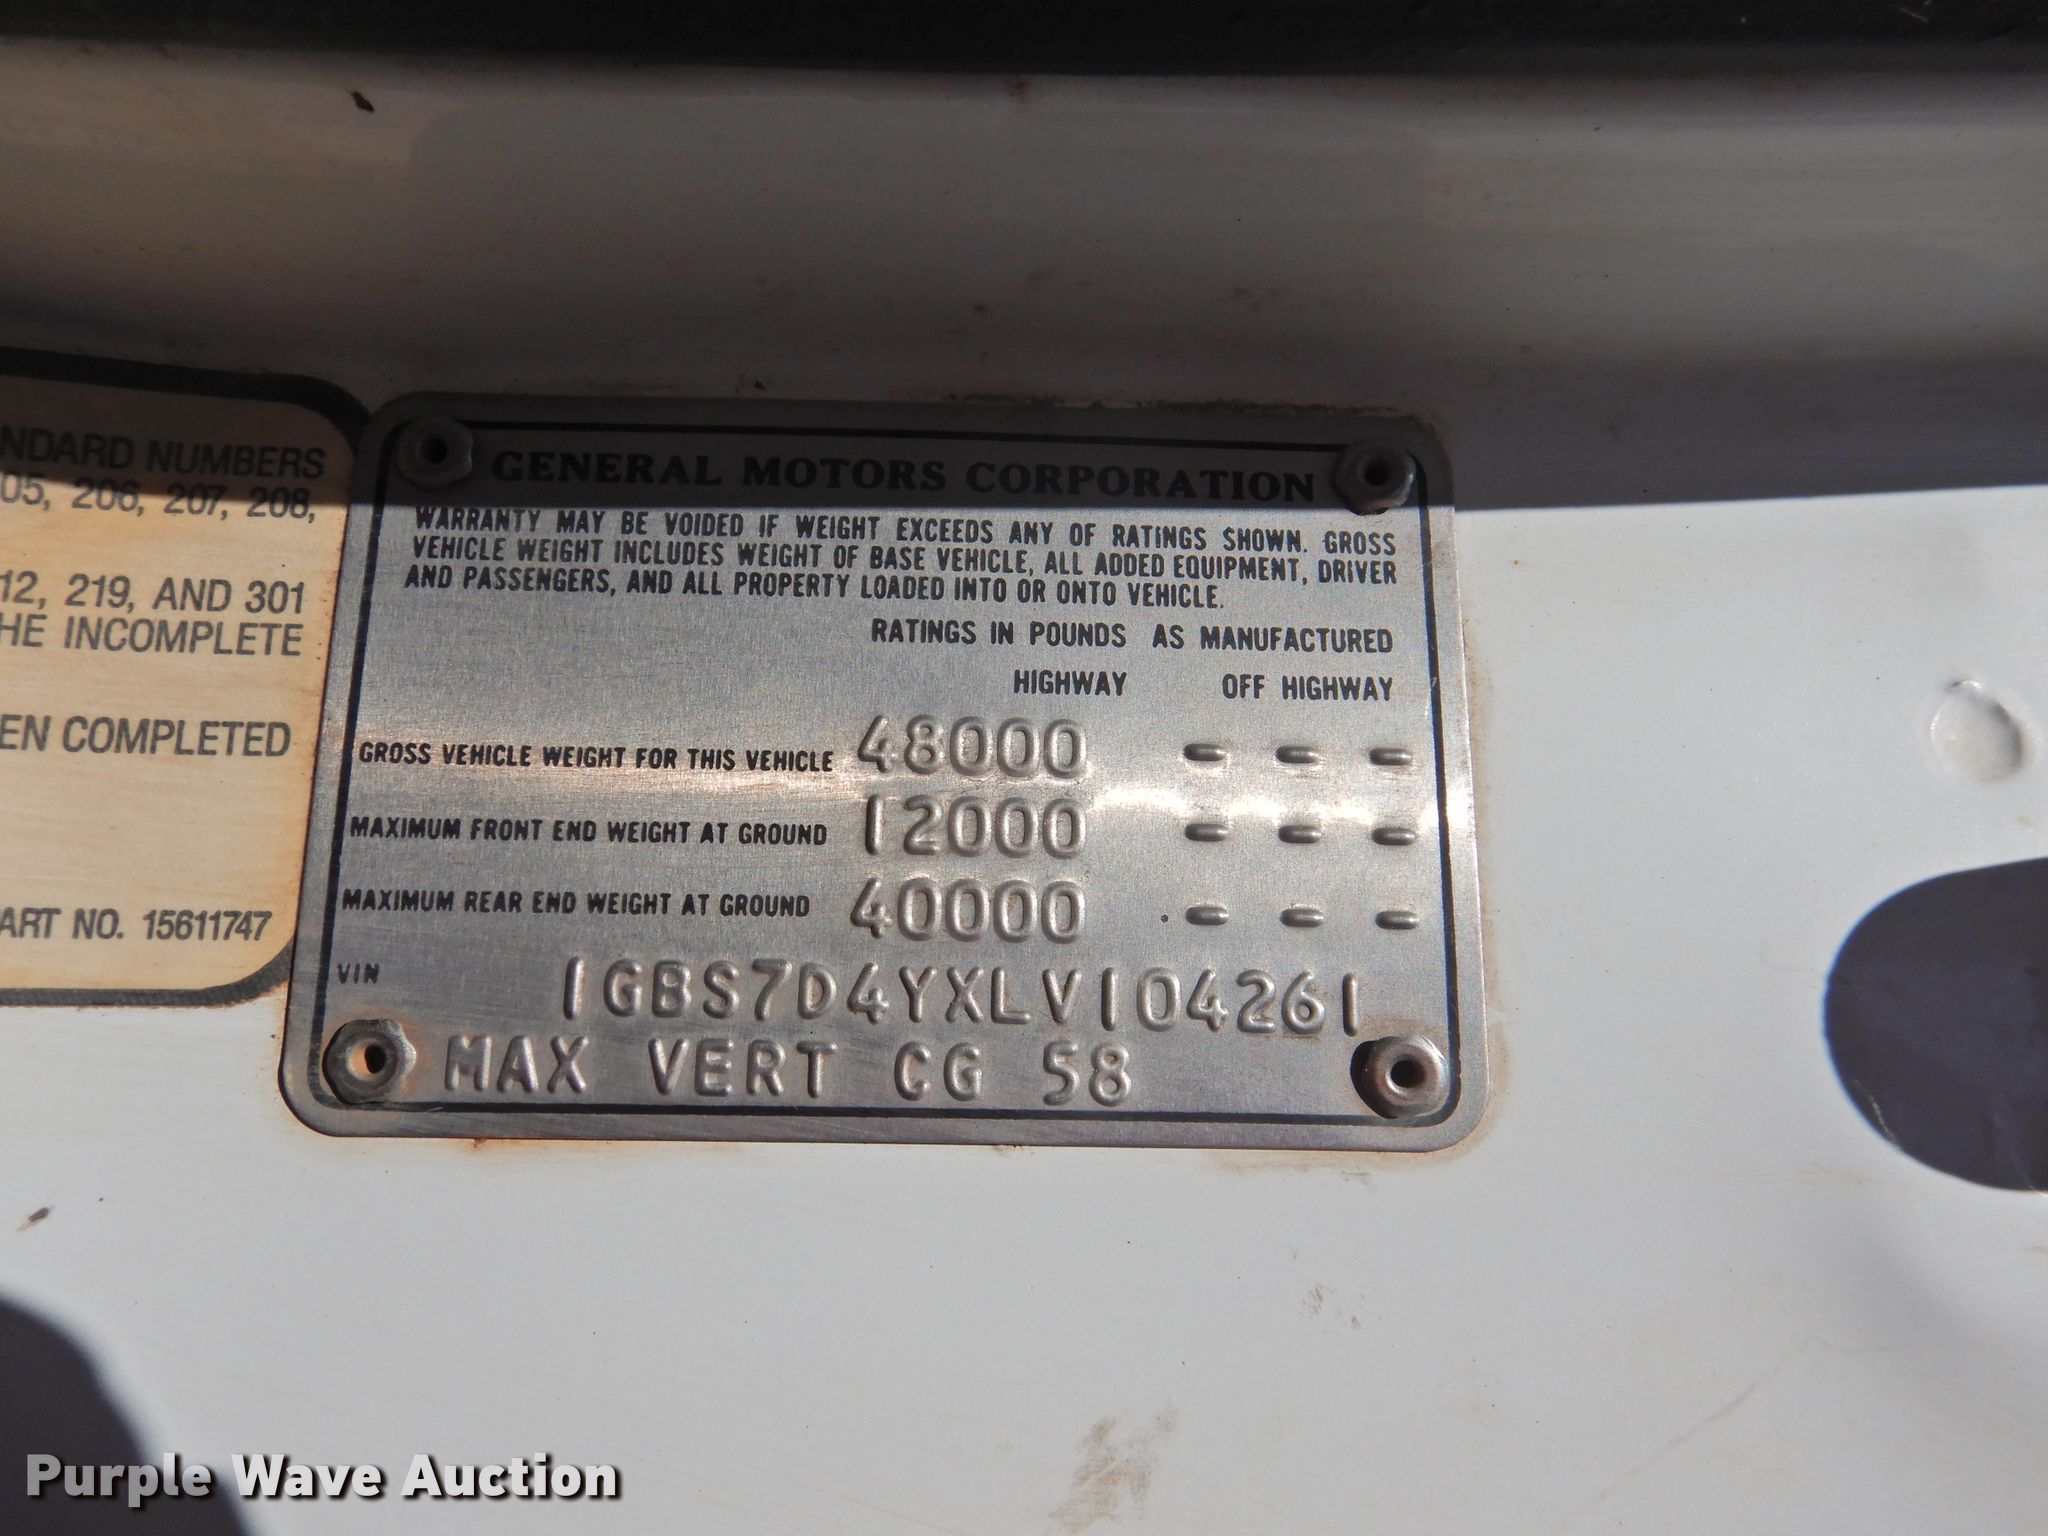 NDARD NUMBERS
05, 206, 207, 208,
12, 219, AND 301
HE INCOMPLETE
EN COMPLETED
ART NO. 15611747
GENERAL MOTORS CORPORATION
WARRANTY MAY BE VOIDED IF WEIGHT EXCEEDS ANY OF RATINGS SHOWN. GROSS
VEHICLE WEIGHT INCLUDES WEIGHT OF BASE VEHICLE, ALL ADDED EQUIPMENT, DRIVER
AND PASSENGERS, AND ALL PROPERTY LOADED INTO OR ONTO VEHICLE.
RATINGS IN POUNDS AS MANUFACTURED
HIGHWAY OFF HIGHWAY
GROSS VEHICLE WEIGHT FOR THIS VEHICLE 48000 - - -
MAXIMUM FRONT END WEIGHT AT GROUND 12000 - - -
MAXIMUM REAR END WEIGHT AT GROUND 40000 - - -
VIN 1GBS7D4YXLV104261
MAX VERT CG 58
Purple Wave Auction